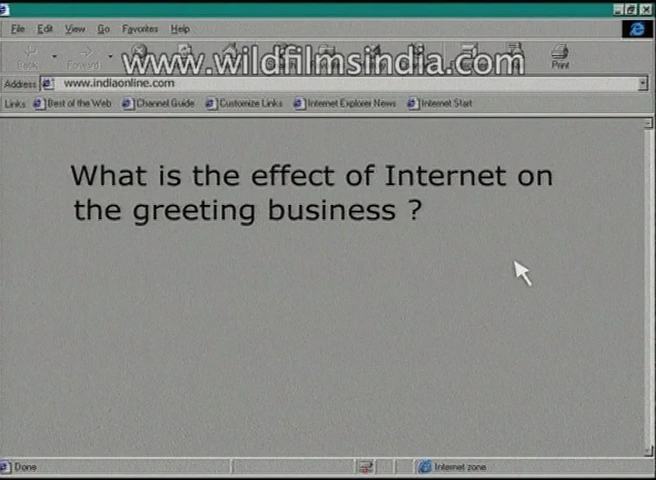 File Edit View Go Favorites Help
www.wildfilmsindia.com
Back Forward Print
Address www.indiaonline.com
Links Best of the Web Channel Guide Customize Links Internet Explorer News Internet Start
What is the effect of Internet on
the greeting business ?
Done Internet zone